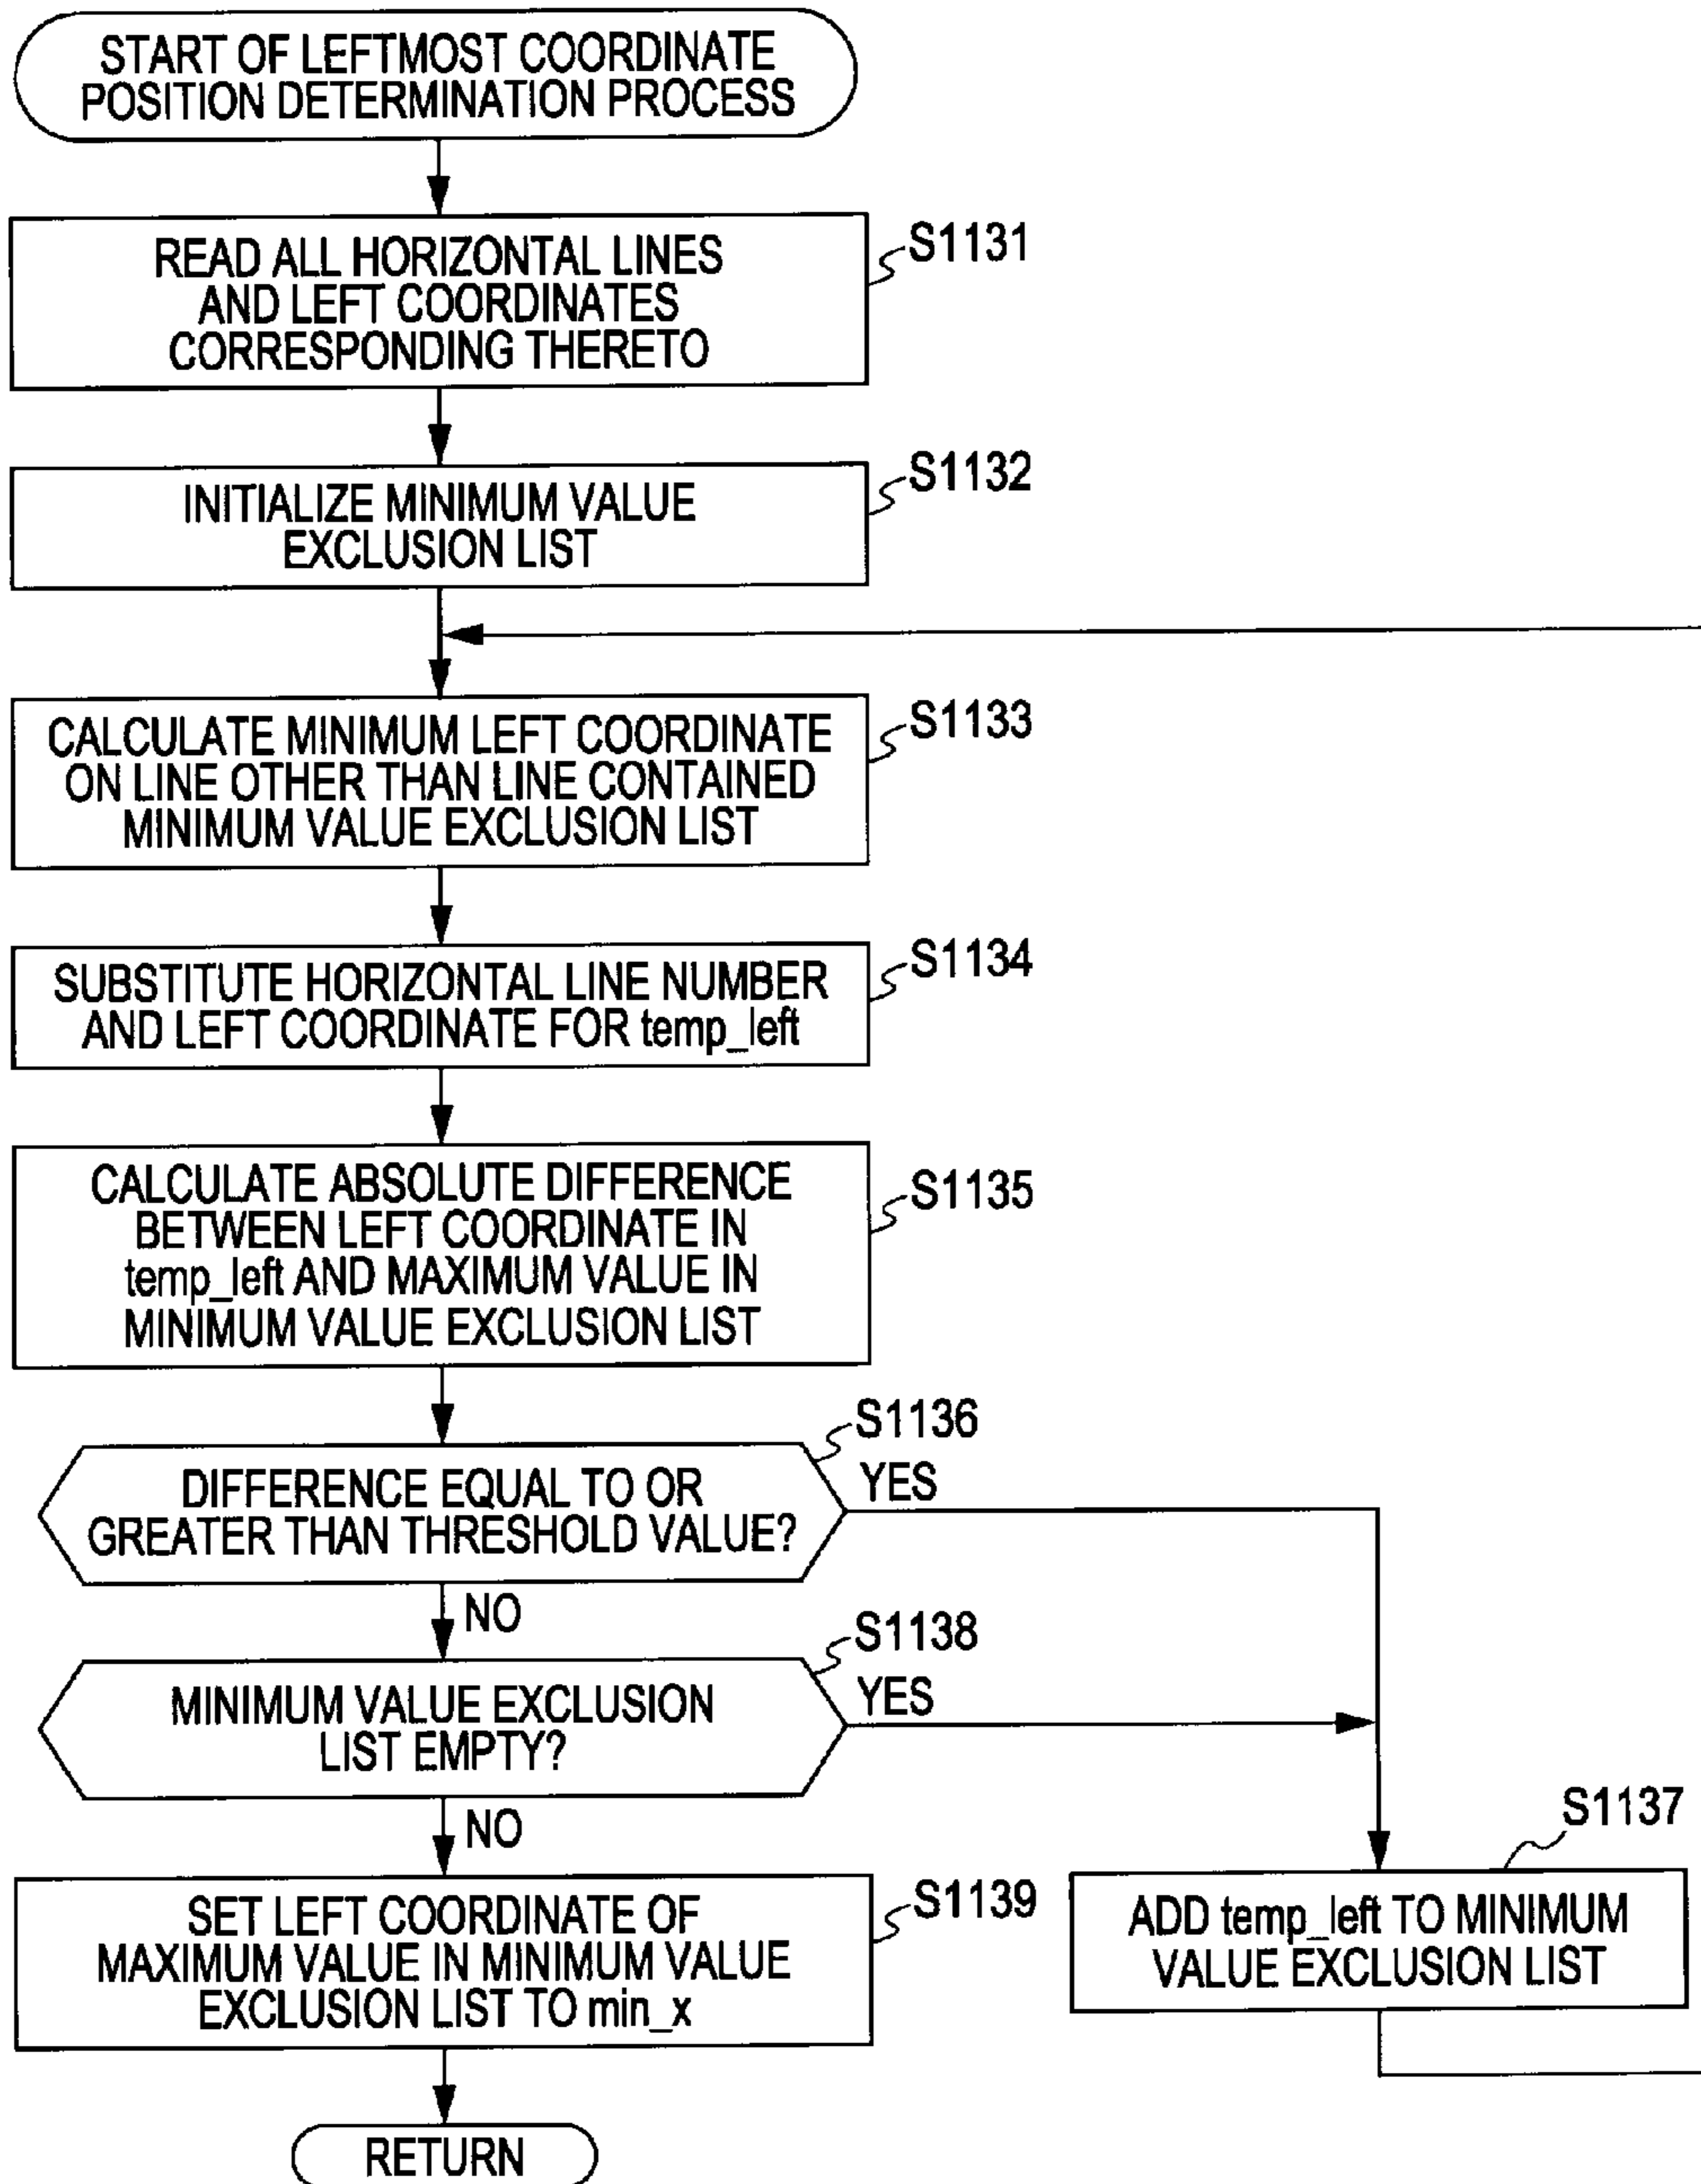 START OF LEFTMOST COORDINATE
POSITION DETERMINATION PROCESS
READ ALL HORIZONTAL LINES
AND LEFT COORDINATES
CORRESPONDING THERETO
S1131
INITIALIZE MINIMUM VALUE
EXCLUSION LIST
S1132
CALCULATE MINIMUM LEFT COORDINATE
ON LINE OTHER THAN LINE CONTAINED
MINIMUM VALUE EXCLUSION LIST
S1133
SUBSTITUTE HORIZONTAL LINE NUMBER
AND LEFT COORDINATE FOR temp_left
S1134
CALCULATE ABSOLUTE DIFFERENCE
BETWEEN LEFT COORDINATE IN
temp_left AND MAXIMUM VALUE IN
MINIMUM VALUE EXCLUSION LIST
S1135
DIFFERENCE EQUAL TO OR
GREATER THAN THRESHOLD VALUE?
S1136
YES
NO
MINIMUM VALUE EXCLUSION
LIST EMPTY?
S1138
YES
NO
S1137
ADD temp_left TO MINIMUM
VALUE EXCLUSION LIST
SET LEFT COORDINATE OF
MAXIMUM VALUE IN MINIMUM VALUE
EXCLUSION LIST TO min_x
S1139
RETURN